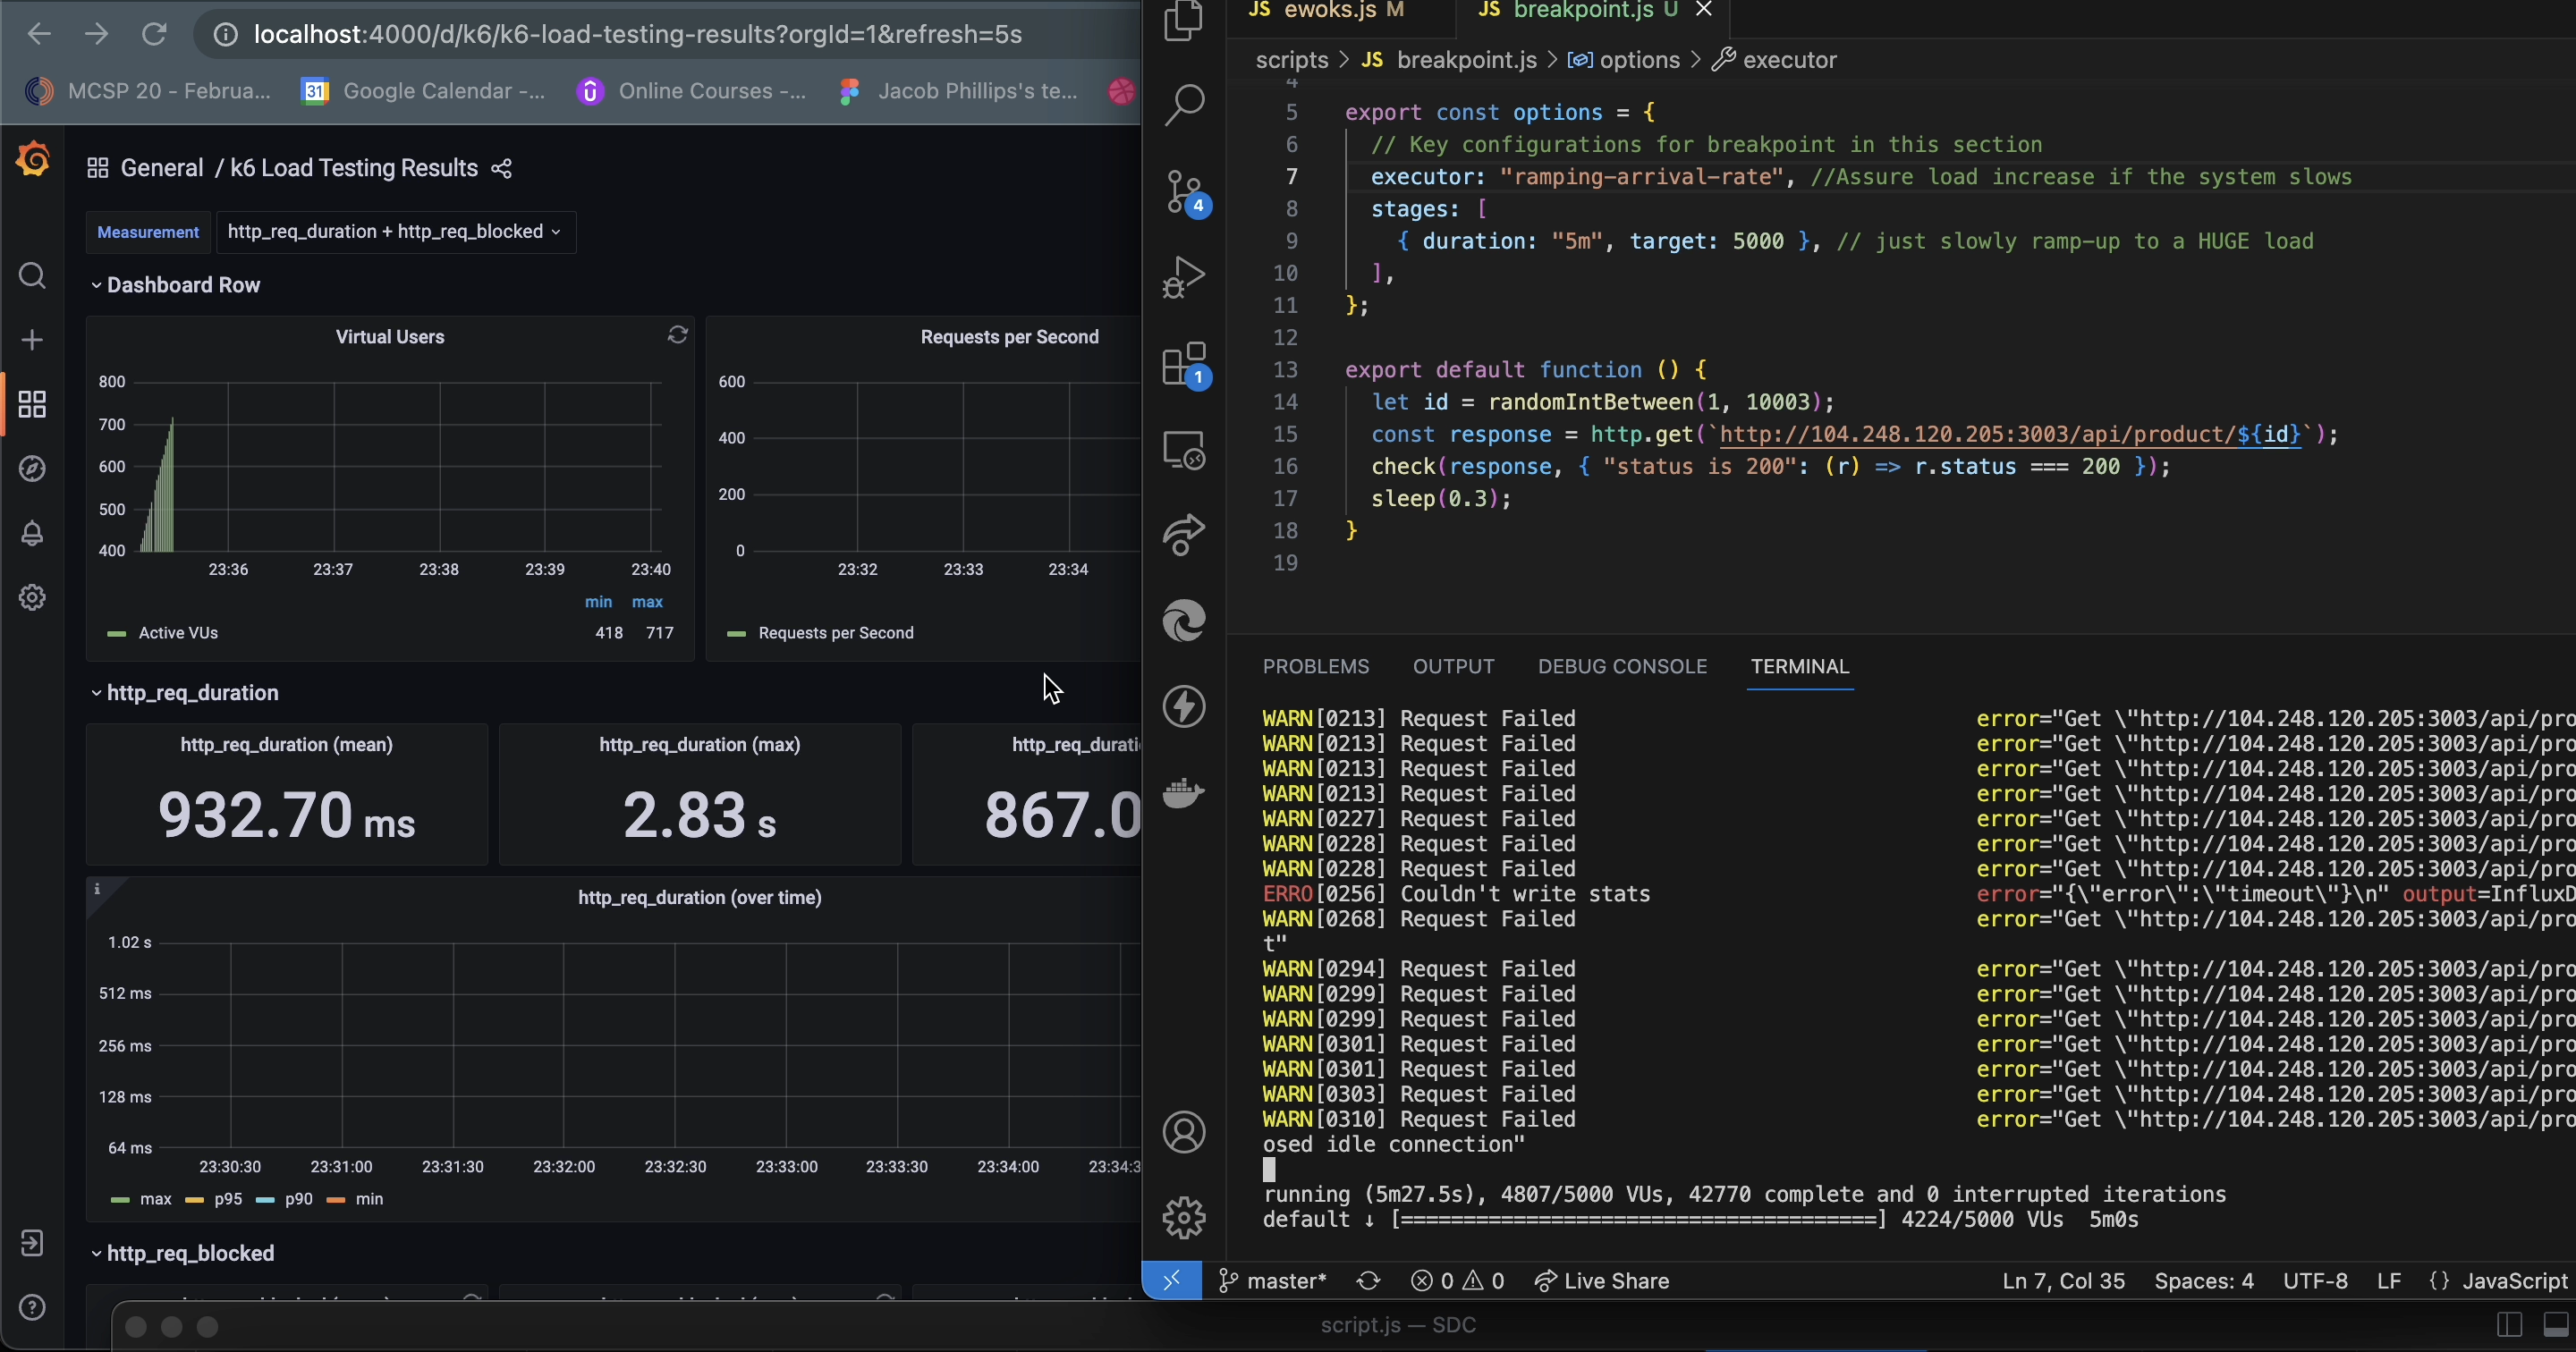 localhost:4000/d/k6/k6-load-testing-results?orgId=1&refresh=5s
MCSP 20 - Februa...
31
Google Calendar -...
Online Courses -...
Jacob Phillips's te...
General / k6 Load Testing Results
Measurement
http_req_duration + http_req_blocked
Dashboard Row
Virtual Users
800
700
600
500
400
23:36 23:37 23:38 23:39 23:40
min max
Active VUs 418 717
Requests per Second
600
400
200
0
23:32 23:33 23:34
Requests per Second
http_req_duration
http_req_duration (mean)
932.70 ms
http_req_duration (max)
2.83 s
http_req_durati
867.0
http_req_duration (over time)
1.02 s
512 ms
256 ms
128 ms
64 ms
23:30:30 23:31:00 23:31:30 23:32:00 23:32:30 23:33:00 23:33:30 23:34:00 23:34:3
max p95 p90 min
http_req_blocked
JS ewoks.js M
JS breakpoint.js U
scripts > JS breakpoint.js > options > executor
4
1
4
5 export const options = {
6 // Key configurations for breakpoint in this section
7 executor: "ramping-arrival-rate", //Assure load increase if the system slows
8 stages: [
9 { duration: "5m", target: 5000 }, // just slowly ramp-up to a HUGE load
10 ],
11 };
12
13 export default function () {
14 let id = randomIntBetween(1, 10003);
15 const response = http.get(`http://104.248.120.205:3003/api/product/${id}`);
16 check(response, { "status is 200": (r) => r.status === 200 });
17 sleep(0.3);
18 }
19
PROBLEMS OUTPUT DEBUG CONSOLE TERMINAL
WARN[0213] Request Failed error="Get \"http://104.248.120.205:3003/api/pro
WARN[0213] Request Failed error="Get \"http://104.248.120.205:3003/api/pro
WARN[0213] Request Failed error="Get \"http://104.248.120.205:3003/api/pro
WARN[0213] Request Failed error="Get \"http://104.248.120.205:3003/api/pro
WARN[0227] Request Failed error="Get \"http://104.248.120.205:3003/api/pro
WARN[0228] Request Failed error="Get \"http://104.248.120.205:3003/api/pro
WARN[0228] Request Failed error="Get \"http://104.248.120.205:3003/api/pro
ERRO[0256] Couldn't write stats error="{\"error\":\"timeout\"}\n" output=InfluxD
WARN[0268] Request Failed error="Get \"http://104.248.120.205:3003/api/pro
t"
WARN[0294] Request Failed error="Get \"http://104.248.120.205:3003/api/pro
WARN[0299] Request Failed error="Get \"http://104.248.120.205:3003/api/pro
WARN[0299] Request Failed error="Get \"http://104.248.120.205:3003/api/pro
WARN[0301] Request Failed error="Get \"http://104.248.120.205:3003/api/pro
WARN[0301] Request Failed error="Get \"http://104.248.120.205:3003/api/pro
WARN[0303] Request Failed error="Get \"http://104.248.120.205:3003/api/pro
WARN[0310] Request Failed error="Get \"http://104.248.120.205:3003/api/pro
osed idle connection"
running (5m27.5s), 4807/5000 VUs, 42770 complete and 0 interrupted iterations
default ↓ [======================================] 4224/5000 VUs 5m0s
master* 0 0 Live Share Ln 7, Col 35 Spaces: 4 UTF-8 LF {} JavaScript
script.js — SDC